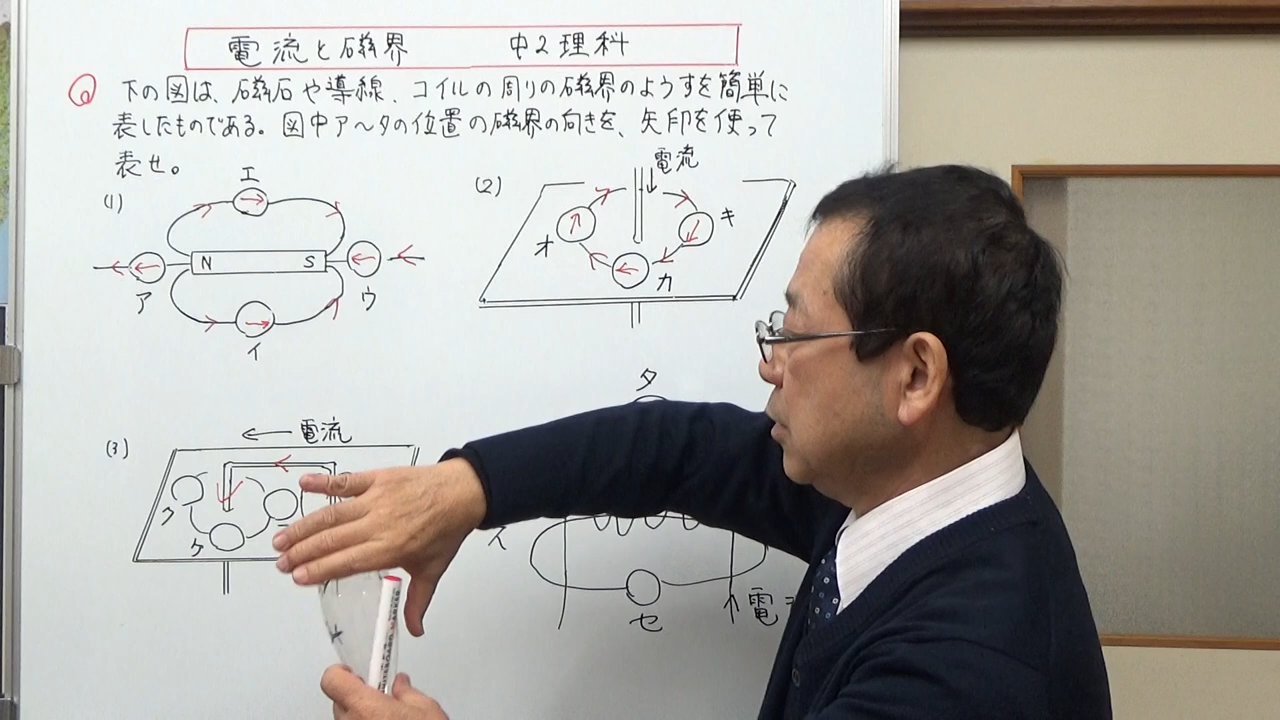 電流と磁界　　中2理科
Q 下の図は、磁石や導線、コイルの周りの磁界のようすを簡単に
表したものである。図中ア〜タの位置の磁界の向きを、矢印を使って
表せ。
(1)
エ
N S
ア
ウ
イ
(2)
電流
オ
キ
カ
(3)
電流
ク
ケ
タ
セ
電